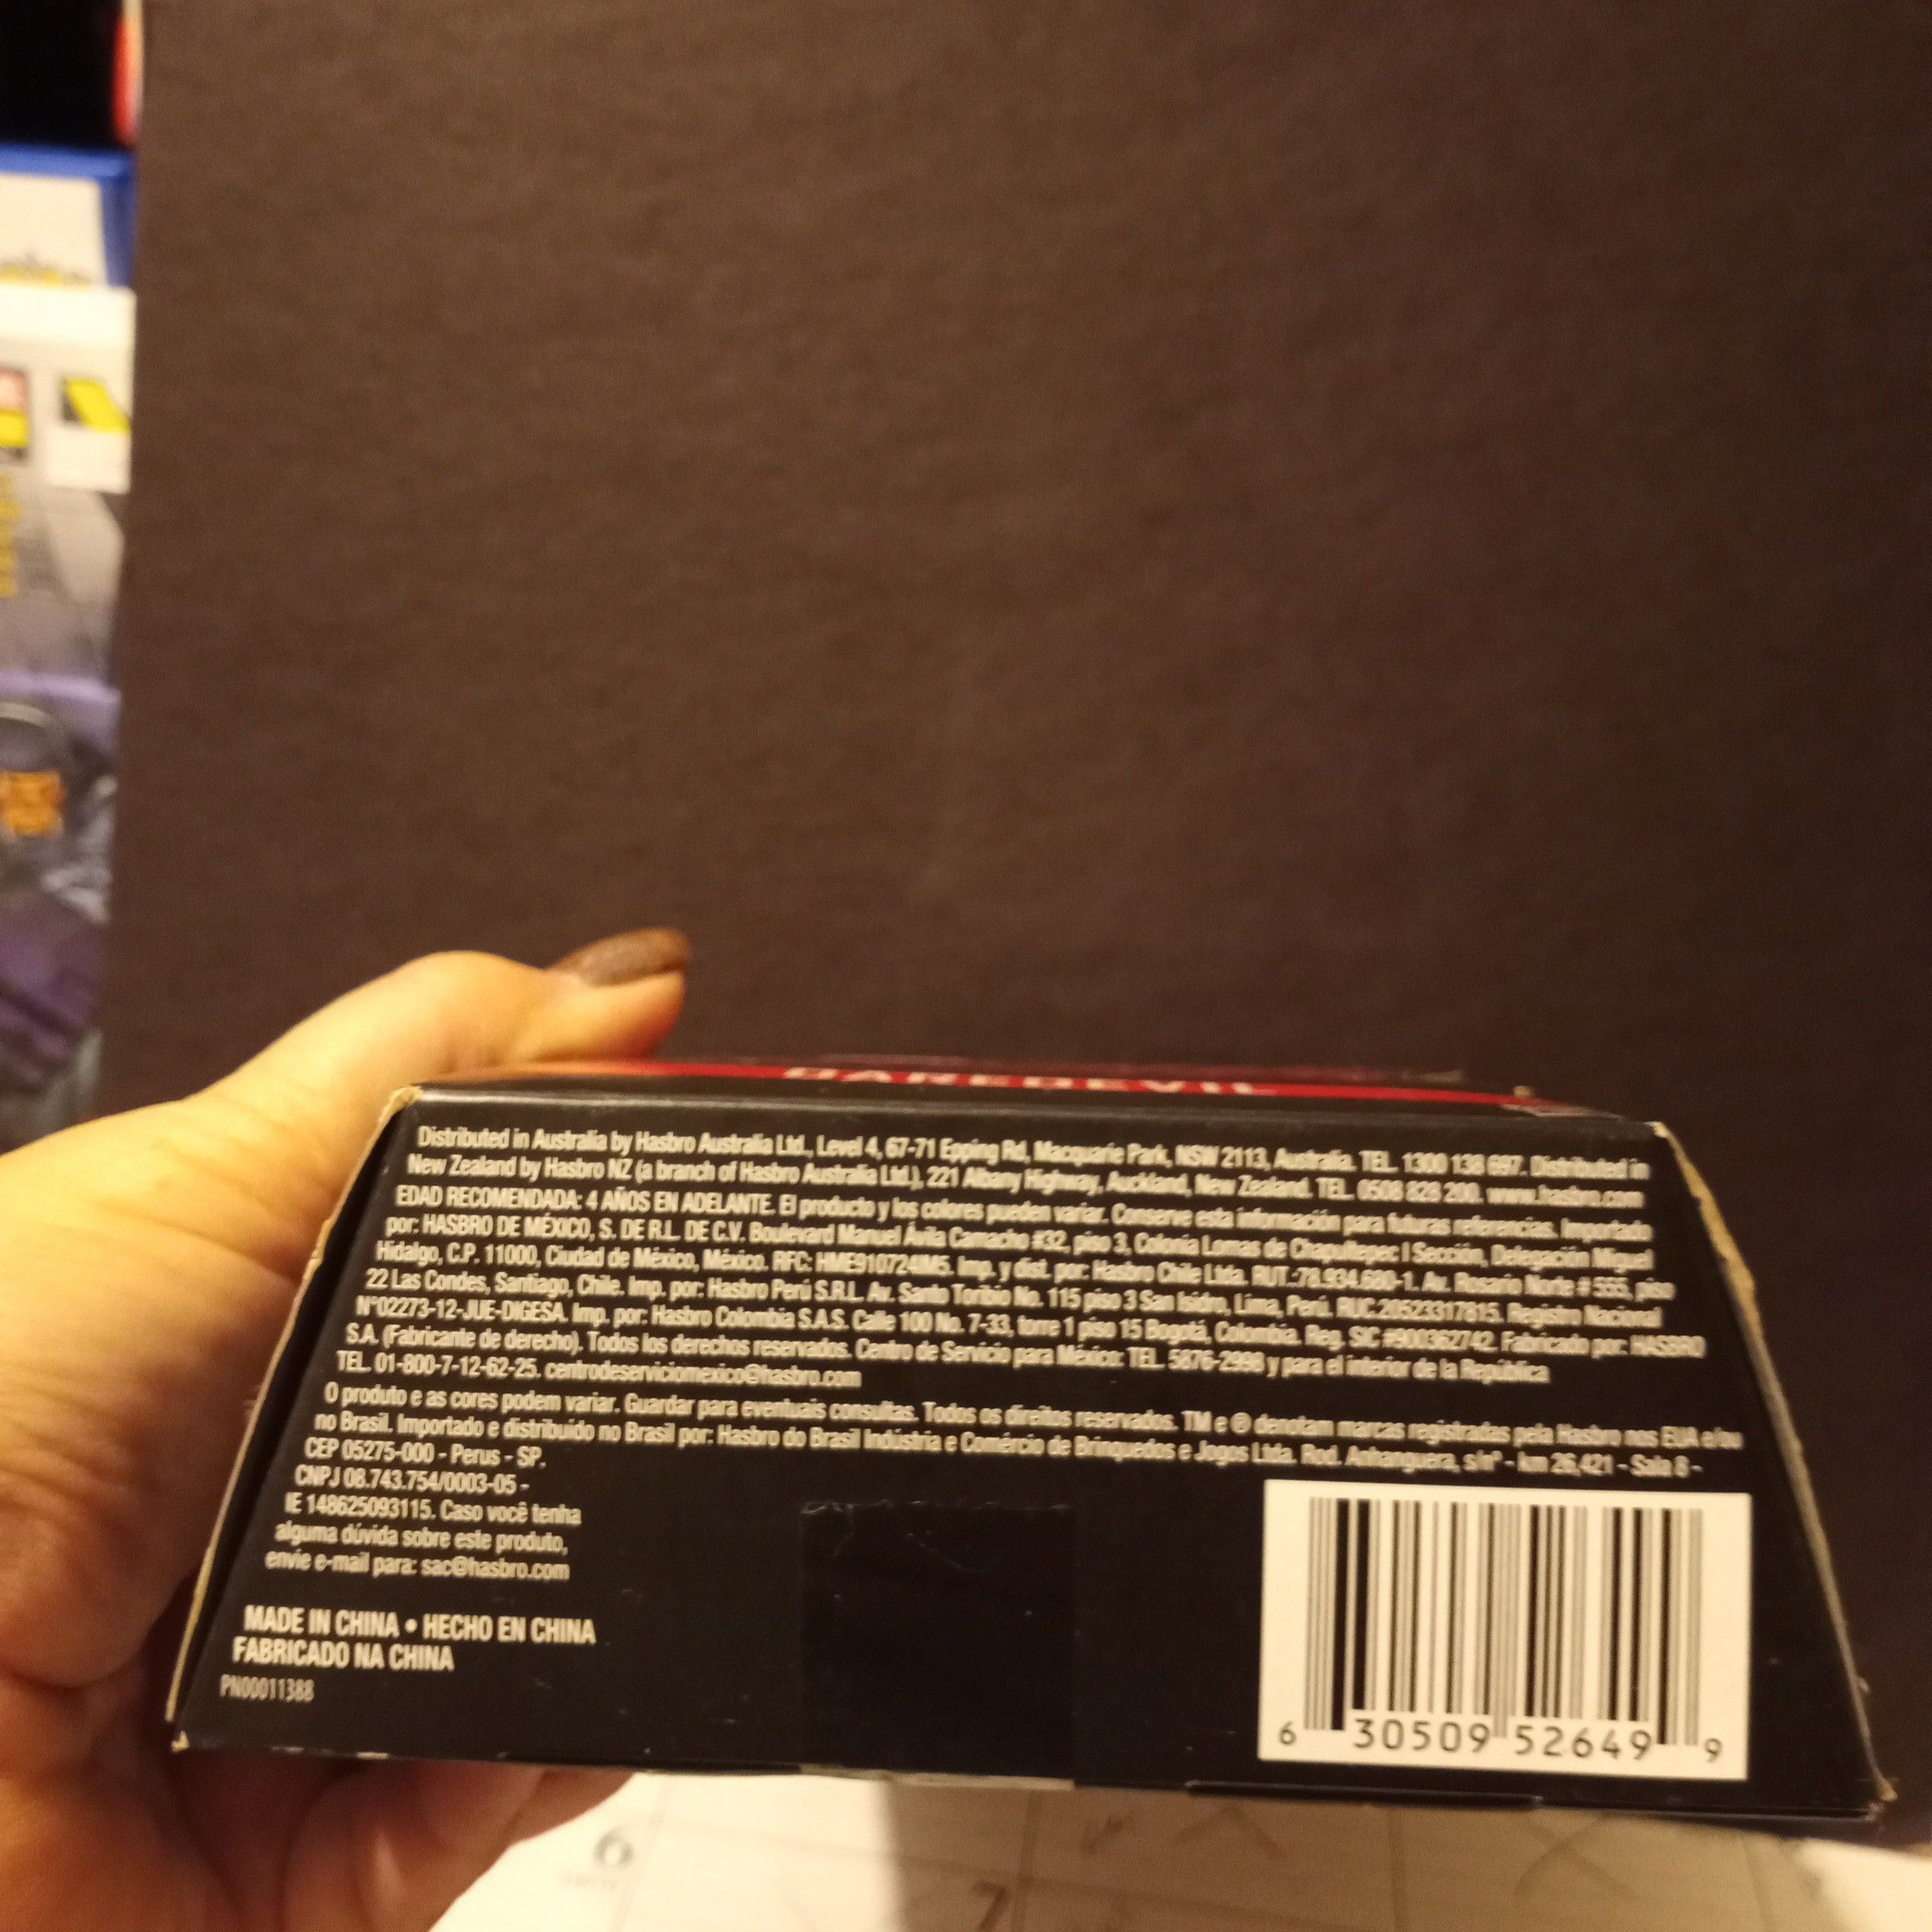 DAREDEVIL
Distributed in Australia by Hasbro Australia Ltd., Level 4, 67-71 Epping Rd, Macquarie Park, NSW 2113, Australia. TEL. 1300 138 697. Distributed in
New Zealand by Hasbro NZ (a branch of Hasbro Australia Ltd.), 221 Albany Highway, Auckland, New Zealand. TEL. 0508 828 200. www.hasbro.com
EDAD RECOMENDADA: 4 AÑOS EN ADELANTE. El producto y los colores pueden variar. Conserve esta información para futuras referencias. Importado
por: HASBRO DE MÉXICO, S. DE R.L. DE C.V. Boulevard Manuel Ávila Camacho #32, piso 3, Colonia Lomas de Chapultepec I Sección, Delegación Miguel
Hidalgo, C.P. 11000, Ciudad de México, México. RFC: HME910724IM5. Imp. y dist. por: Hasbro Chile Ltda. RUT.:78.934.680-1. Av. Rosario Norte # 555, piso
22 Las Condes, Santiago, Chile. Imp. por: Hasbro Perú S.R.L. Av. Santo Toribio No. 115 piso 3 San Isidro, Lima, Perú. RUC.20523317815. Registro Nacional
N°02273-12-JUE-DIGESA. Imp. por: Hasbro Colombia S.A.S. Calle 100 No. 7-33, torre 1 piso 15 Bogotá, Colombia. Reg. SIC #900362742. Fabricado por: HASBRO
S.A. (Fabricante de derecho). Todos los derechos reservados. Centro de Servicio para México: TEL. 5876-2998 y para el interior de la República
TEL. 01-800-7-12-62-25. centrodeserviciomexico@hasbro.com
O produto e as cores podem variar. Guardar para eventuais consultas. Todos os direitos reservados. TM e ® denotam marcas registradas pela Hasbro nos EUA e/ou
no Brasil. Importado e distribuído no Brasil por: Hasbro do Brasil Indústria e Comércio de Brinquedos e Jogos Ltda. Rod. Anhanguera, s/nº - km 26,421 - Sala 8 -
CEP 05275-000 - Perus - SP.
CNPJ 08.743.754/0003-05 -
IE 148625093115. Caso você tenha
alguma dúvida sobre este produto,
envie e-mail para: sac@hasbro.com
MADE IN CHINA • HECHO EN CHINA
FABRICADO NA CHINA
PN00011388
6 30509 52649 9
6
7